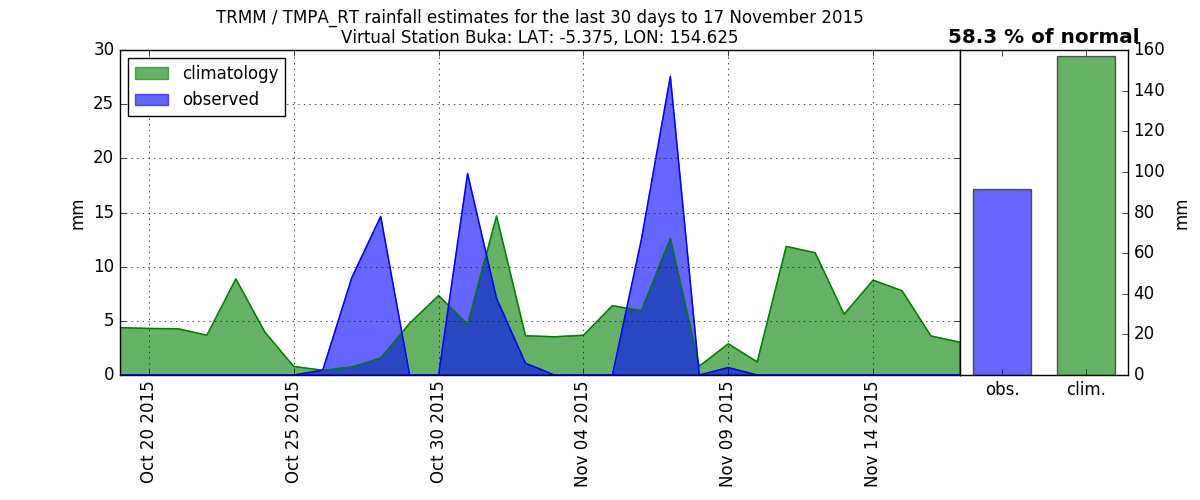 TRMM / TMPA_RT rainfall estimates for the last 30 days to 17 November 2015
Virtual Station Buka: LAT: -5.375, LON: 154.625
58.3 % of normal
climatology
observed
30
25
20
15
10
5
0
mm
Oct 20 2015
Oct 25 2015
Oct 30 2015
Nov 04 2015
Nov 09 2015
Nov 14 2015
160
140
120
100
80
60
40
20
0
mm
obs.
clim.